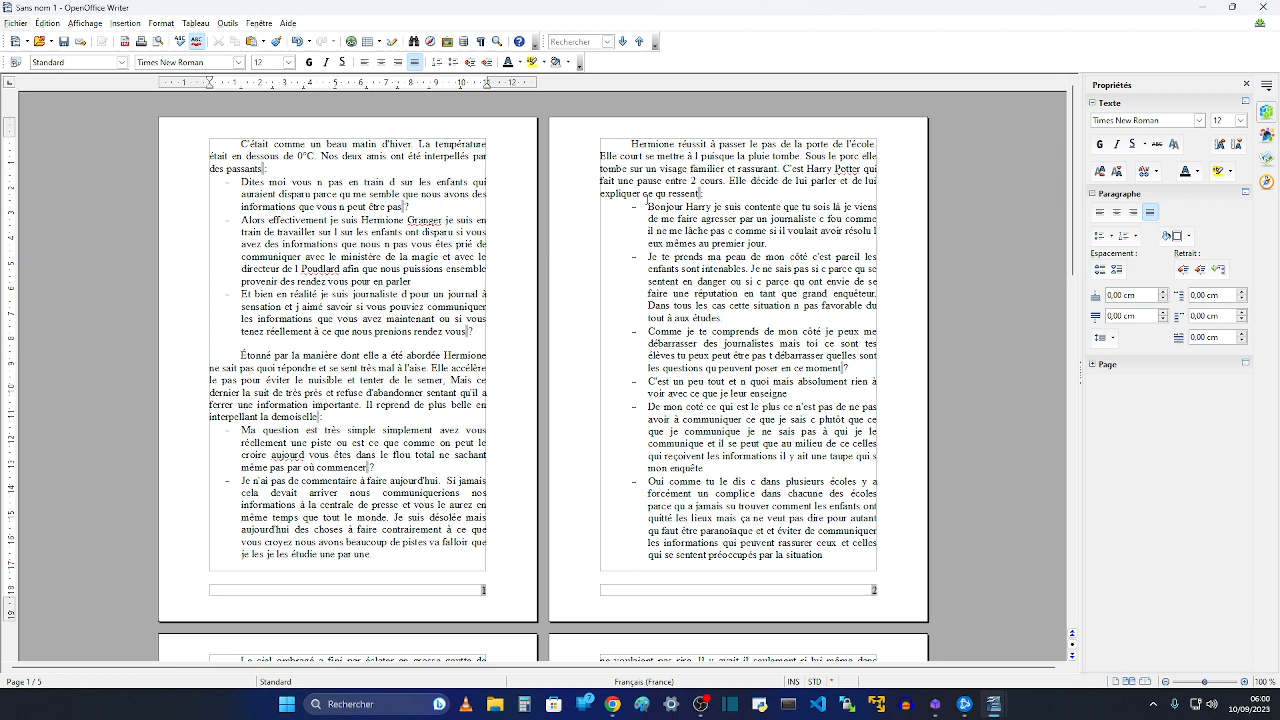 Sans nom 1 - OpenOffice Writer
Fichier Édition Affichage Insertion Format Tableau Outils Fenêtre Aide
Rechercher
Standard Times New Roman 12
C'était comme un beau matin d'hiver. La température
était en dessous de 0°C. Nos deux amis ont été interpellés par
des passants :
– Dites moi vous n pas en train d sur les enfants qui
auraient disparu parce qu me semble que nous avons des
informations que vous n peut être pas ?
– Alors effectivement je suis Hermione Granger je suis en
train de travailler sur l sur les enfants ont disparu si vous
avez des informations que nous n pas vous êtes prié de
communiquer avec le ministère de la magie et avec le
directeur de l Poudlard afin que nous puissions ensemble
provenir des rendez vous pour en parler
– Et bien en réalité je suis journaliste d pour un journal à
sensation et j aimé savoir si vous pouviez communiquer
les informations que vous avez maintenant ou si vous
tenez réellement à ce que nous prenions rendez vous ?
Étonné par la manière dont elle a été abordée Hermione
ne sait pas quoi répondre et se sent très mal à l'aise. Elle accélère
le pas pour éviter le nuisible et tenter de le semer, Mais ce
dernier la suit de très près et refuse d'abandonner sentant qu'il a
ferrer une information importante. Il reprend de plus belle en
interpellant la demoiselle :
– Ma question est très simple simplement avez vous
réellement une piste ou est ce que comme on peut le
croire aujourd vous êtes dans le flou total ne sachant
même pas par où commencer ?
– Je n'ai pas de commentaire à faire aujourd'hui. Si jamais
cela devait arriver nous communiquerions nos
informations à la centrale de presse et vous le aurez en
même temps que tout le monde. Je suis désolée mais
aujourd'hui des choses à faire contrairement à ce que
vous croyez nous avons beaucoup de pistes va falloir que
je les je les étudie une par une.
1
Hermione réussit à passer le pas de la porte de l'école.
Elle court se mettre à l puisque la pluie tombe. Sous le porc elle
tombe sur un visage familier et rassurant. C'est Harry Potter qui
fait une pause entre 2 cours. Elle décide de lui parler et de lui
expliquer ce qu ressent :
– Bonjour Harry je suis contente que tu sois là je viens
de me faire agresser par un journaliste c fou comme
il ne me lâche pas c comme si il voulait avoir résolu l
eux mêmes au premier jour.
– Je te prends ma peau de mon côté c'est pareil les
enfants sont intenables. Je ne sais pas si c parce qu se
sentent en danger ou si c parce qu ont envie de se
faire une réputation en tant que grand enquêteur.
Dans tous les cas cette situation n pas favorable du
tout à aux études.
– Comme je te comprends de mon côté je peux me
débarrasser des journalistes mais toi ce sont tes
élèves tu peux peut être pas t débarrasser quelles sont
les questions qu peuvent poser en ce moment ?
– C'est un peu tout et n quoi mais absolument rien à
voir avec ce que je leur enseigne
– De mon coté ce qui est le plus ce n'est pas de ne pas
avoir à communiquer ce que je sais c plutôt que ce
que je communique je ne sais pas à qui je le
communique et il se peut que au milieu de ce celles
qui reçoivent les informations il y ait une taupe qui s
mon enquête
– Oui comme tu le dis c dans plusieurs écoles y a
forcément un complice dans chacune des écoles
parce qu a jamais su trouver comment les enfants ont
quitté les lieux mais ça ne veut pas dire pour autant
qu faut être paranoïaque et et éviter de communiquer
les informations qui peuvent rassurer ceux et celles
qui se sentent préoccupés par la situation
2
Propriétés
Texte
Times New Roman 12
Paragraphe
Espacement : Retrait :
0,00 cm 0,00 cm
0,00 cm 0,00 cm
0,00 cm
Page
Page 1 / 5 Standard Français (France) INS STD * 100 %
Rechercher
06:00
10/09/2023